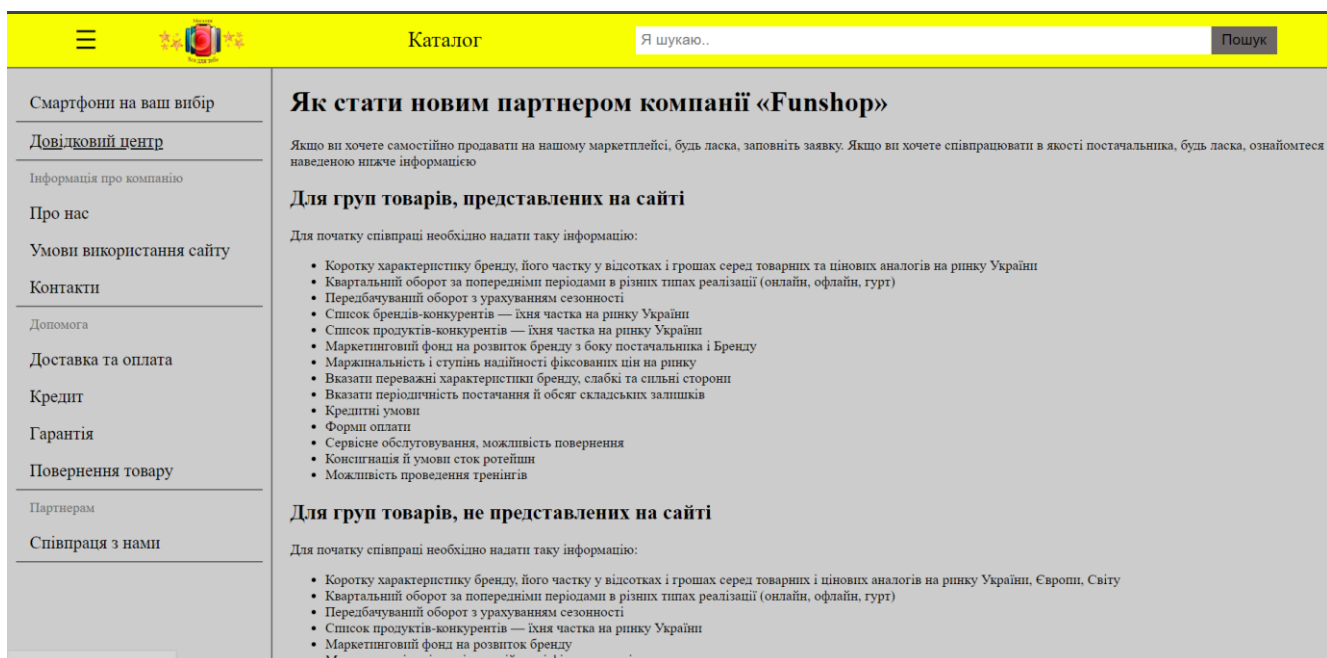 ☰
Каталог
Я шукаю..
Пошук
Смартфони на ваш вибір
Довідковий центр
Інформація про компанію
Про нас
Умови використання сайту
Контакти
Допомога
Доставка та оплата
Кредит
Гарантія
Повернення товару
Партнерам
Співпраця з нами
Як стати новим партнером компанії «Funshop»
Якщо ви хочете самостійно продавати на нашому маркетплейсі, будь ласка, заповніть заявку. Якщо ви хочете співпрацювати в якості постачальника, будь ласка, ознайомтеся
наведеною нижче інформацією
Для груп товарів, представлених на сайті
Для початку співпраці необхідно надати таку інформацію:
• Коротку характеристику бренду, його частку у відсотках і грошах серед товарних та цінових аналогів на ринку України
• Квартальний оборот за попередніми періодами в різних типах реалізації (онлайн, офлайн, гурт)
• Передбачуваний оборот з урахуванням сезонності
• Список брендів-конкурентів — їхня частка на ринку України
• Список продуктів-конкурентів — їхня частка на ринку України
• Маркетинговий фонд на розвиток бренду з боку постачальника і Бренду
• Маржинальність і ступінь надійності фіксованих цін на ринку
• Вказати переважні характеристики бренду, слабкі та сильні сторони
• Вказати періодичність постачання й обсяг складських залишків
• Кредитні умови
• Форми оплати
• Сервісне обслуговування, можливість повернення
• Консигнація й умови сток ротейшн
• Можливість проведення тренінгів
Для груп товарів, не представлених на сайті
Для початку співпраці необхідно надати таку інформацію:
• Коротку характеристику бренду, його частку у відсотках і грошах серед товарних і цінових аналогів на ринку України, Європи, Світу
• Квартальний оборот за попередніми періодами в різних типах реалізації (онлайн, офлайн, гурт)
• Передбачуваний оборот з урахуванням сезонності
• Список продуктів-конкурентів — їхня частка на ринку України
• Маркетинговий фонд на розвиток бренду